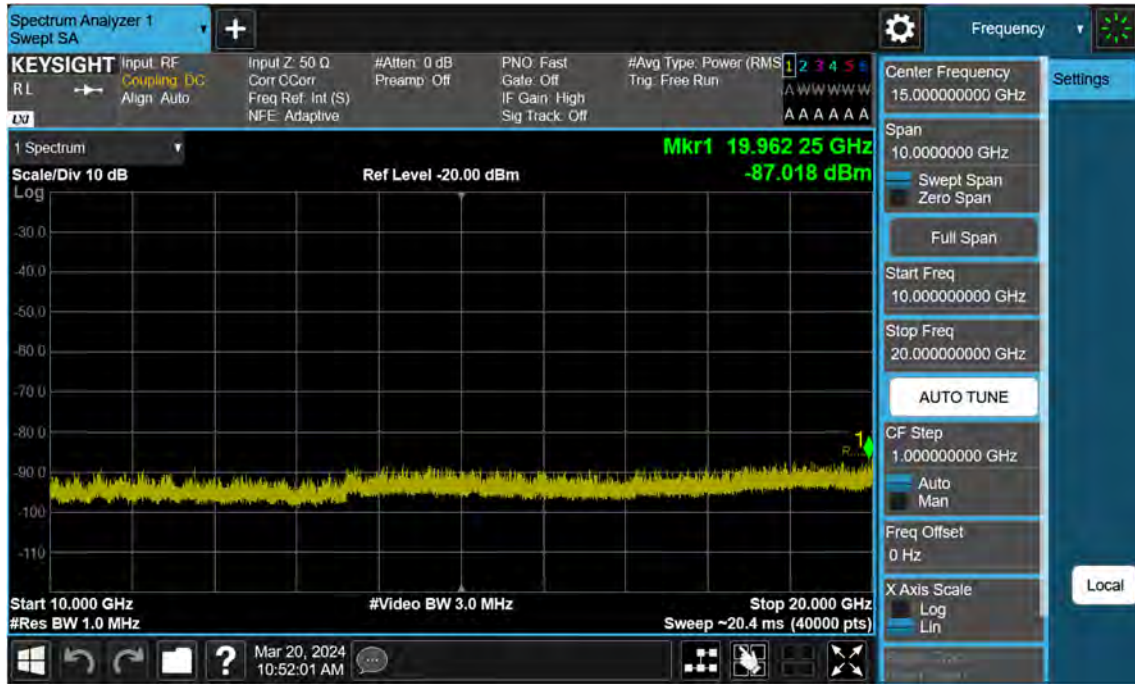 Spectrum Analyzer 1
Swept SA
Frequency
KEYSIGHT
RL
LXI
Input: RF
Coupling: DC
Align: Auto
Input Z: 50 Ω
Corr CCorr
Freq Ref: Int (S)
NFE: Adaptive
#Atten: 0 dB
Preamp: Off
PNO: Fast
Gate: Off
IF Gain: High
Sig Track: Off
#Avg Type: Power (RMS
Trig: Free Run
1 2 3 4 5 6
A W W W W W
A A A A A A
1 Spectrum
Mkr1 19.962 25 GHz
-87.018 dBm
Scale/Div 10 dB
Ref Level -20.00 dBm
Log
-30.0
-40.0
-50.0
-60.0
-70.0
-80.0
-90.0
-100
-110
1
Start 10.000 GHz
#Video BW 3.0 MHz
Stop 20.000 GHz
#Res BW 1.0 MHz
Sweep ~20.4 ms (40000 pts)
?
Mar 20, 2024
10:52:01 AM
Center Frequency
15.000000000 GHz
Settings
Span
10.0000000 GHz
Swept Span
Zero Span
Full Span
Start Freq
10.000000000 GHz
Stop Freq
20.000000000 GHz
AUTO TUNE
CF Step
1.000000000 GHz
Auto
Man
Freq Offset
0 Hz
X Axis Scale
Log
Lin
Local